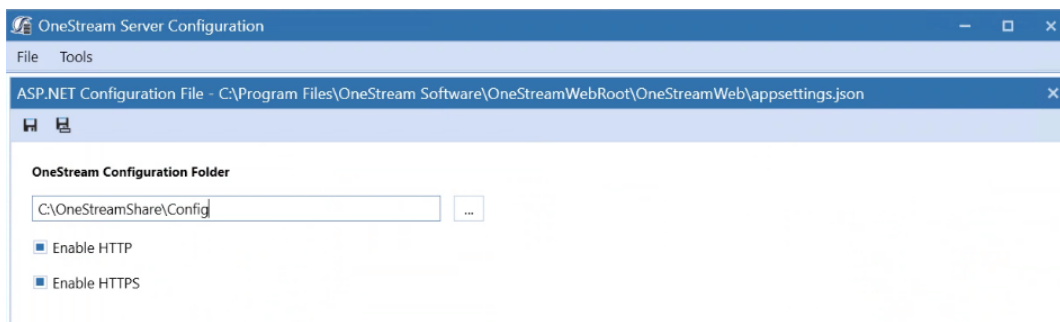 OneStream Server Configuration
File Tools
ASP.NET Configuration File - C:\Program Files\OneStream Software\OneStreamWebRoot\OneStreamWeb\appsettings.json
OneStream Configuration Folder
C:\OneStreamShare\Config
...
Enable HTTP
Enable HTTPS